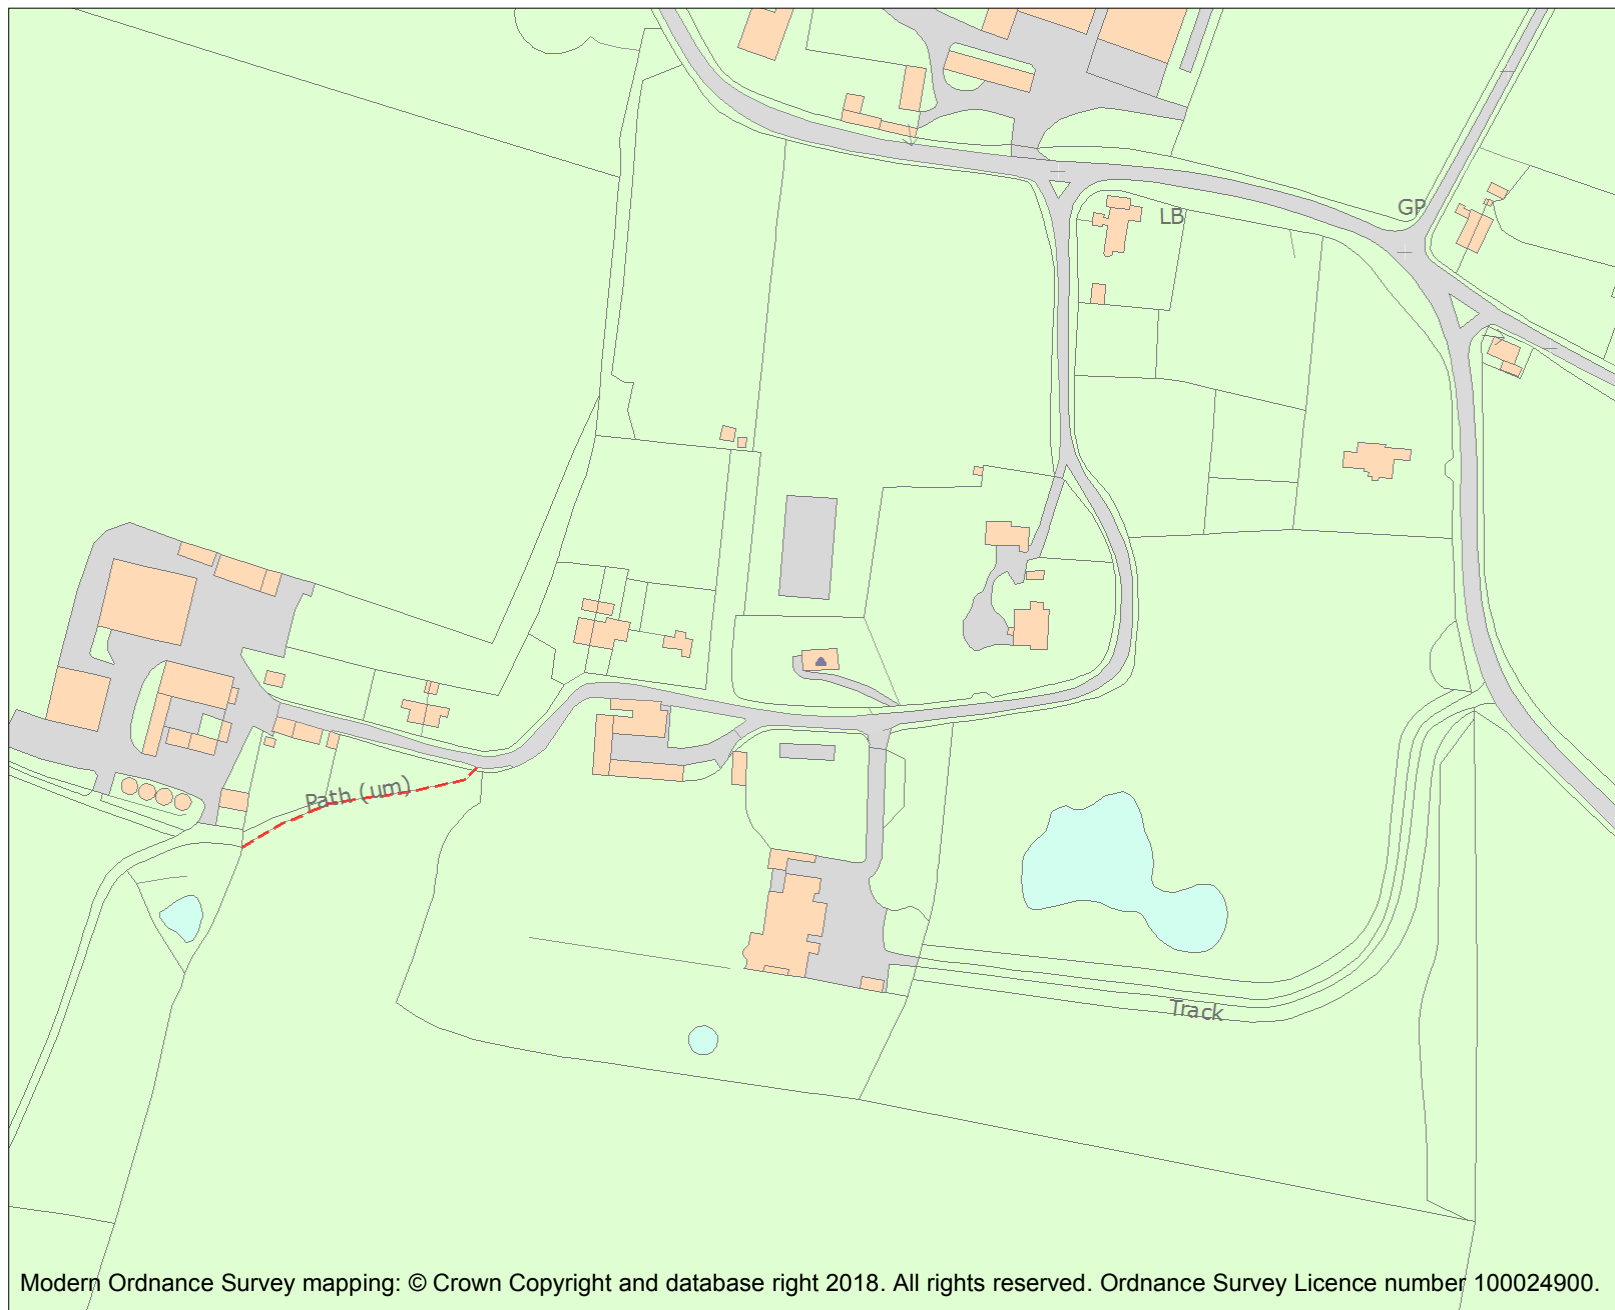 GP
LB
Path (um)
Track
Modern Ordnance Survey mapping: © Crown Copyright and database right 2018. All rights reserved. Ordnance Survey Licence number 100024900.